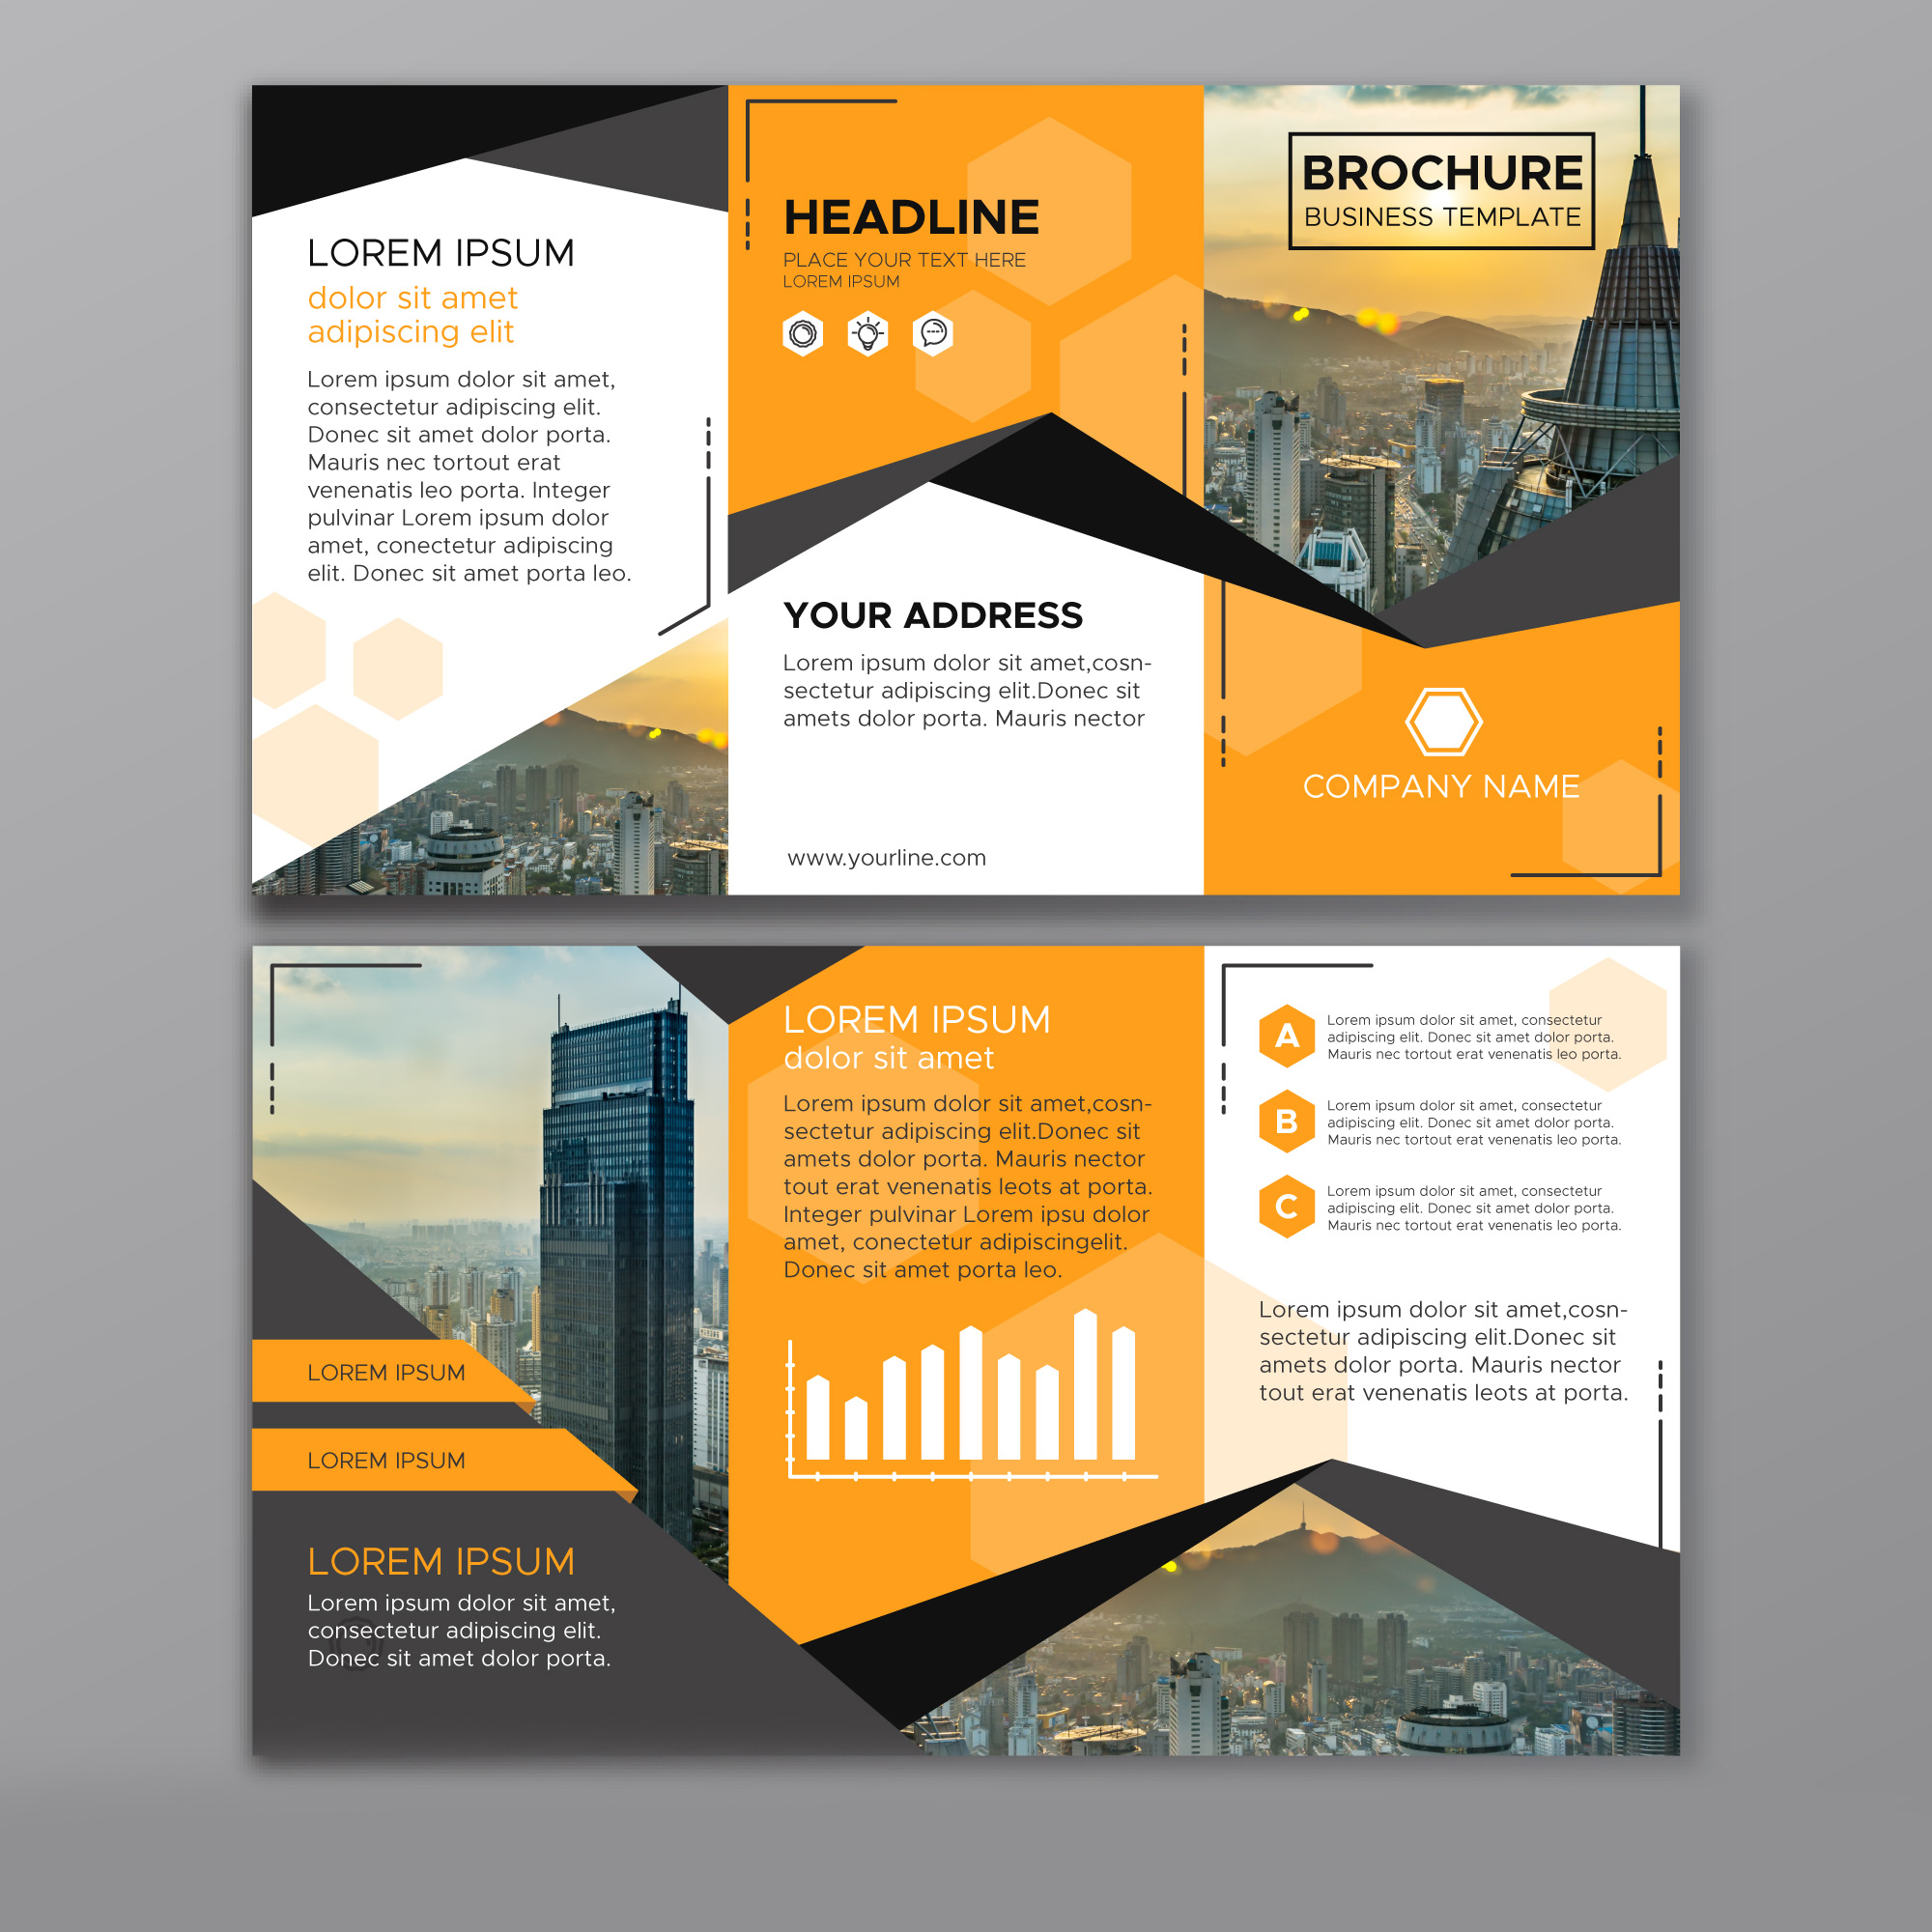 LOREM IPSUM
dolor sit amet
adipiscing elit
Lorem ipsum dolor sit amet,
consectetur adipiscing elit.
Donec sit amet dolor porta.
Mauris nec tortout erat
venenatis leo porta. Integer
pulvinar Lorem ipsum dolor
amet, conectetur adipiscing
elit. Donec sit amet porta leo.
HEADLINE
PLACE YOUR TEXT HERE
LOREM IPSUM
YOUR ADDRESS
Lorem ipsum dolor sit amet,cosn-
sectetur adipiscing elit.Donec sit
amets dolor porta. Mauris nector
www.yourline.com
BROCHURE
BUSINESS TEMPLATE
COMPANY NAME
LOREM IPSUM
LOREM IPSUM
LOREM IPSUM
Lorem ipsum dolor sit amet,
consectetur adipiscing elit.
Donec sit amet dolor porta.
LOREM IPSUM
dolor sit amet
Lorem ipsum dolor sit amet,cosn-
sectetur adipiscing elit.Donec sit
amets dolor porta. Mauris nector
tout erat venenatis leots at porta.
Integer pulvinar Lorem ipsu dolor
amet, conectetur adipiscingelit.
Donec sit amet porta leo.
A
Lorem ipsum dolor sit amet, consectetur
adipiscing elit. Donec sit amet dolor porta.
Mauris nec tortout erat venenatis leo porta.
B
Lorem ipsum dolor sit amet, consectetur
adipiscing elit. Donec sit amet dolor porta.
Mauris nec tortout erat venenatis leo porta.
C
Lorem ipsum dolor sit amet, consectetur
adipiscing elit. Donec sit amet dolor porta.
Mauris nec tortout erat venenatis leo porta.
Lorem ipsum dolor sit amet,cosn-
sectetur adipiscing elit.Donec sit
amets dolor porta. Mauris nector
tout erat venenatis leots at porta.